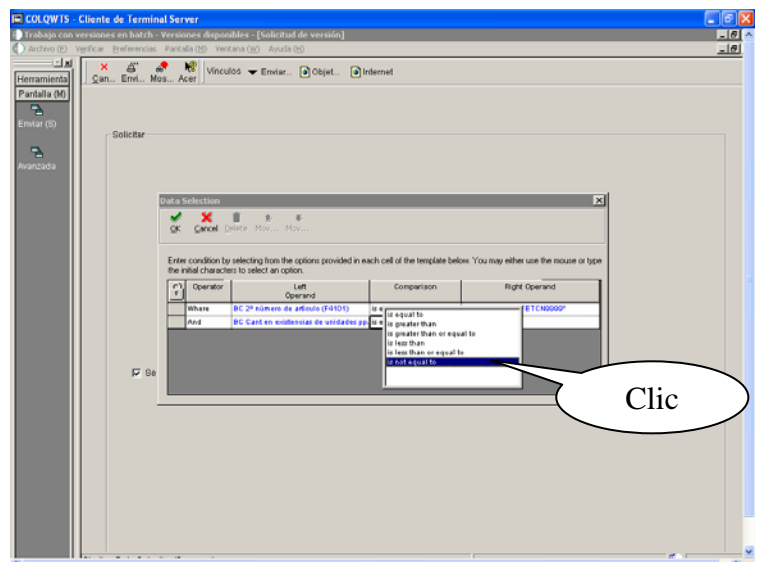 COLQWTS - Cliente de Terminal Server
Trabajo con versiones en batch - Versiones disponibles - [Solicitud de versión]
Archivo (F) Verificar Preferencias Pantalla (M) Ventana (W) Ayuda (H)
Herramienta
Can... Envi... Mos... Acer Vínculos Enviar... Objet... Internet
Pantalla (M)
Enviar (S)
Avanzada
Solicitar
Data Selection
OK Cancel Delete Mov... Mov...
Enter condition by selecting from the options provided in each cell of the template below. You may either use the mouse or type
the initial characters to select an option.
Operator Left Operand Comparison Right Operand
Where BC 2º número de artículo (F4101)
And BC Cant en existencias de unidades pp.
is equal to
is greater than
is greater than or equal to
is less than
is less than or equal to
is not equal to
Se
Clic